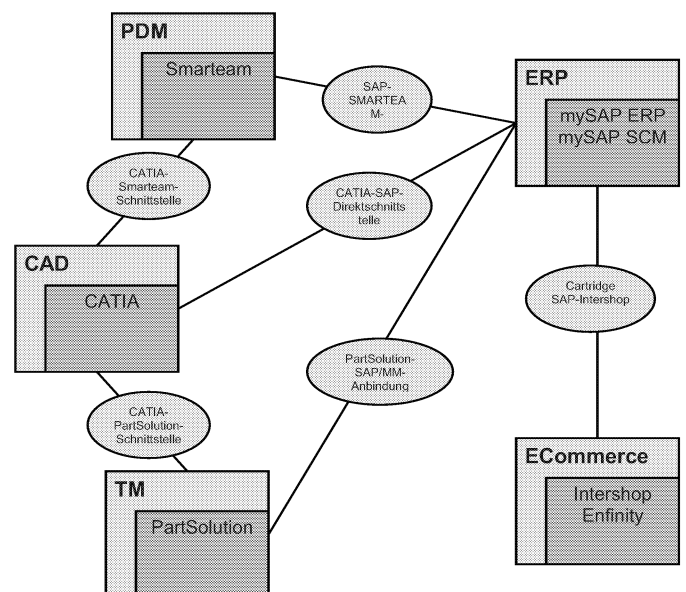 PDM
Smarteam
SAP-
SMARTEA
M-
ERP
mySAP ERP
mySAP SCM
CATIA-
Smarteam-
Schnittstelle
CATIA-SAP-
Direktschnitts
telle
CAD
CATIA
Cartridge
SAP-Intershop
PartSolution-
SAP/MM-
Anbindung
CATIA-
PartSolution-
Schnittstelle
ECommerce
Intershop
Enfinity
TM
PartSolution